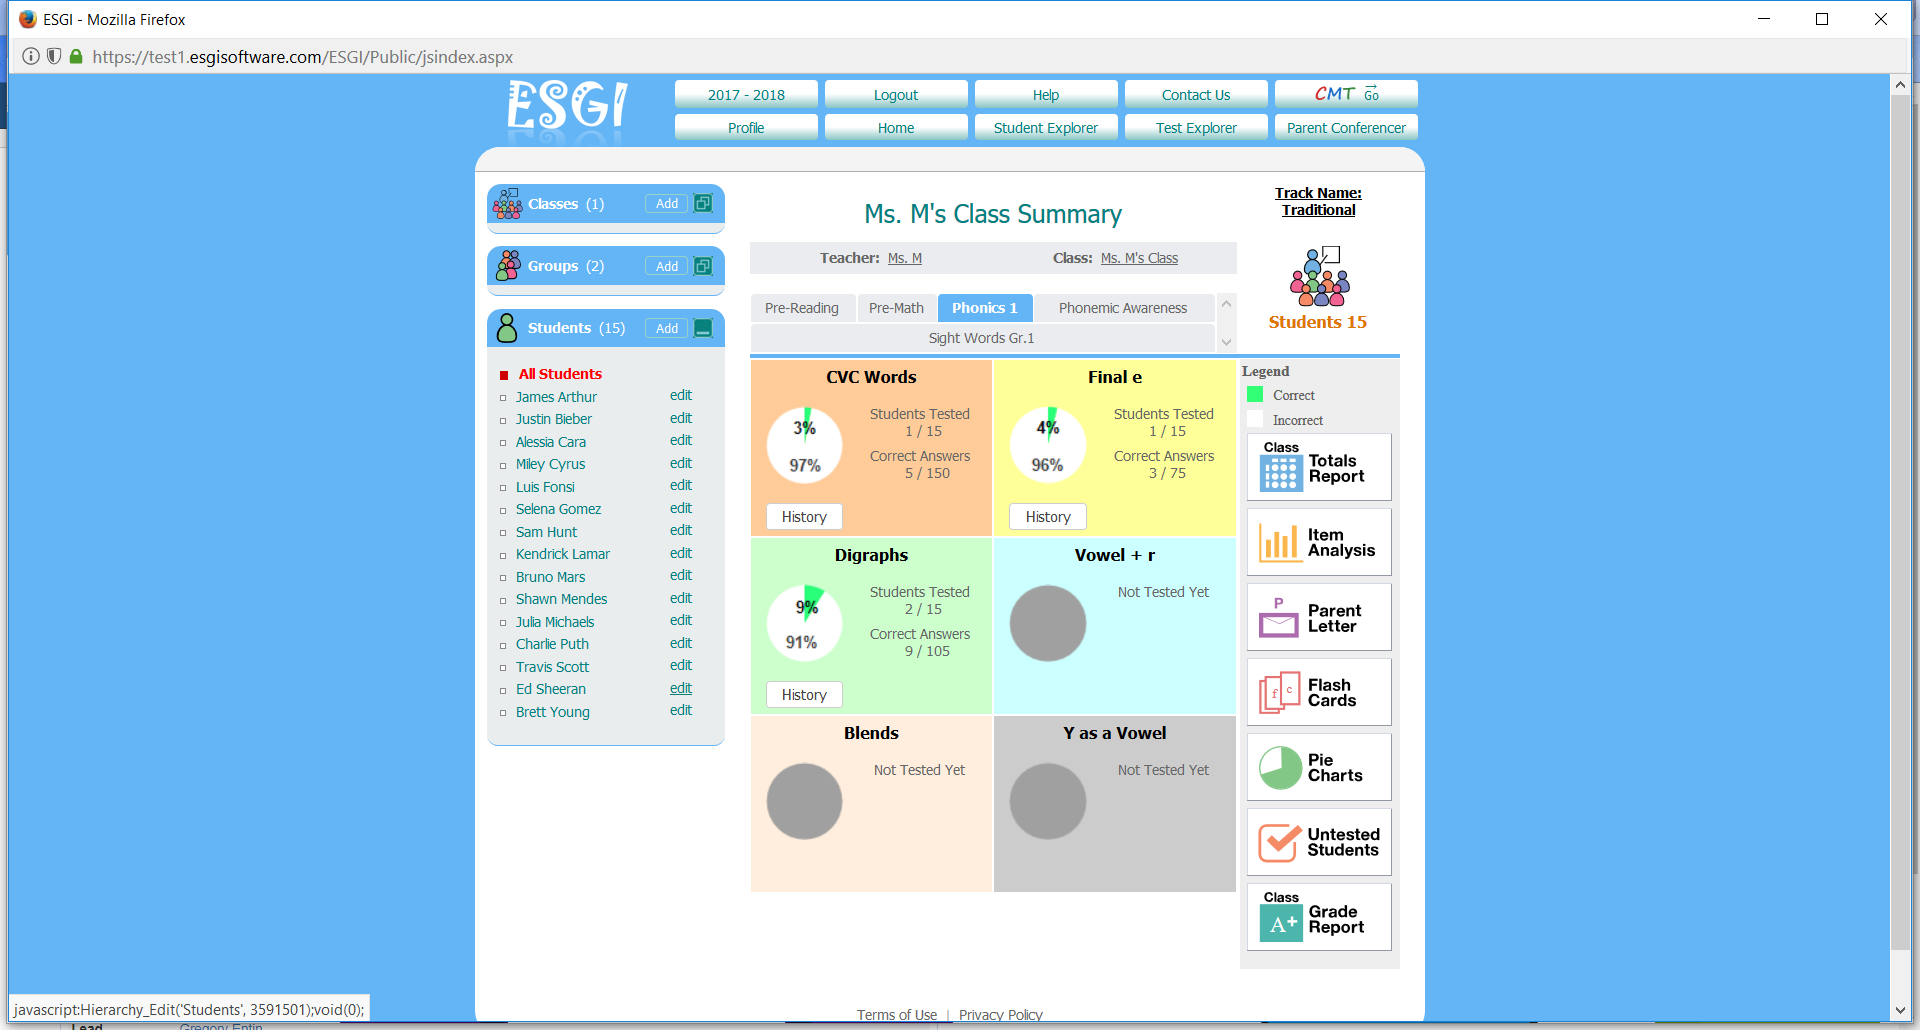 ESGI - Mozilla Firefox
https://test1.esgisoftware.com/ESGI/Public/jsindex.aspx
ESGI
2017 - 2018 Logout Help Contact Us CMT Go
Profile Home Student Explorer Test Explorer Parent Conferencer
Classes (1) Add
Groups (2) Add
Students (15) Add
All Students
James Arthur edit
Justin Bieber edit
Alessia Cara edit
Miley Cyrus edit
Luis Fonsi edit
Selena Gomez edit
Sam Hunt edit
Kendrick Lamar edit
Bruno Mars edit
Shawn Mendes edit
Julia Michaels edit
Charlie Puth edit
Travis Scott edit
Ed Sheeran edit
Brett Young edit
Ms. M's Class Summary
Teacher: Ms. M Class: Ms. M's Class
Pre-Reading Pre-Math Phonics 1 Phonemic Awareness
Sight Words Gr.1
Track Name:
Traditional
Students 15
CVC Words
3%
97%
Students Tested
1 / 15
Correct Answers
5 / 150
History
Final e
4%
96%
Students Tested
1 / 15
Correct Answers
3 / 75
History
Digraphs
9%
91%
Students Tested
2 / 15
Correct Answers
9 / 105
History
Vowel + r
Not Tested Yet
Blends
Not Tested Yet
Y as a Vowel
Not Tested Yet
Legend
Correct
Incorrect
Class
Totals
Report
Item
Analysis
P
Parent
Letter
f c
Flash
Cards
Pie
Charts
Untested
Students
Class
A+
Grade
Report
Terms of Use | Privacy Policy
javascript:Hierarchy_Edit('Students', 3591501);void(0);
Lead Gregory Entin